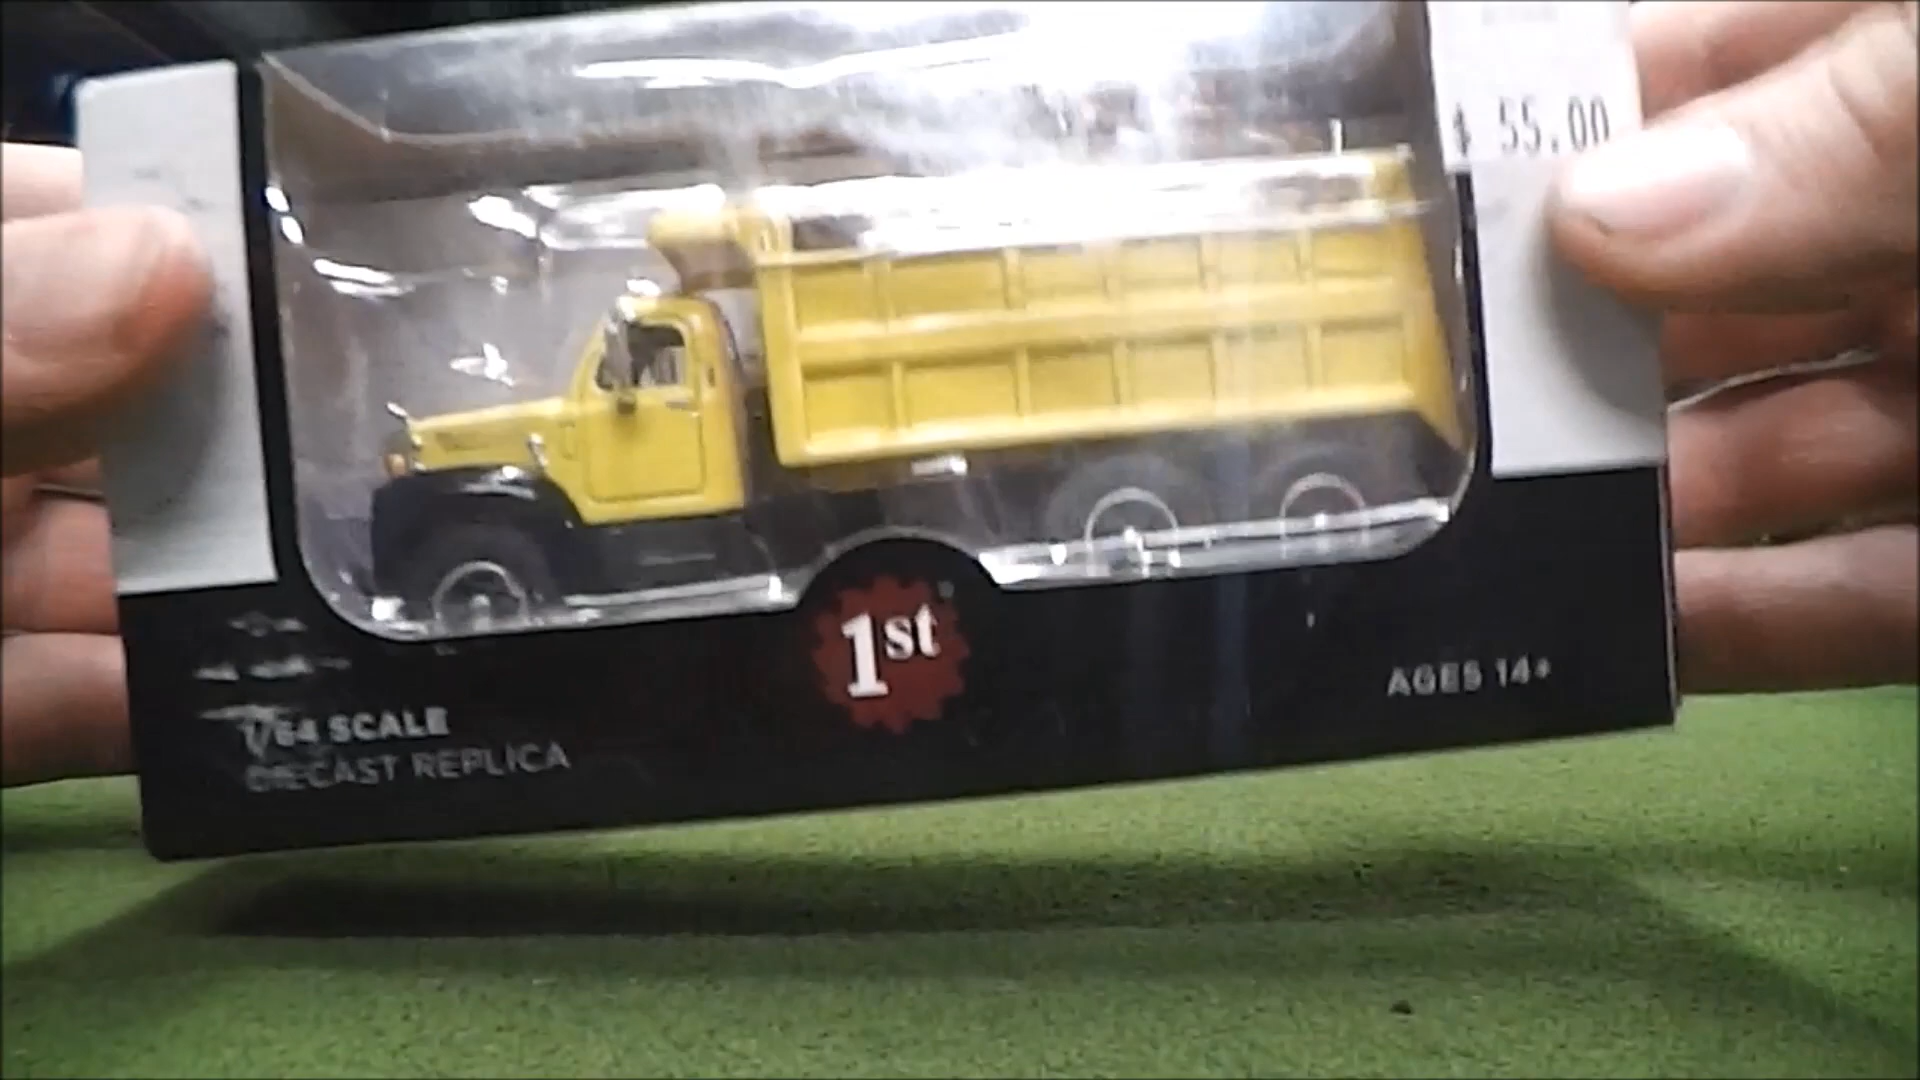 $ 55.00
1st
1/64 SCALE
DIECAST REPLICA
AGES 14+